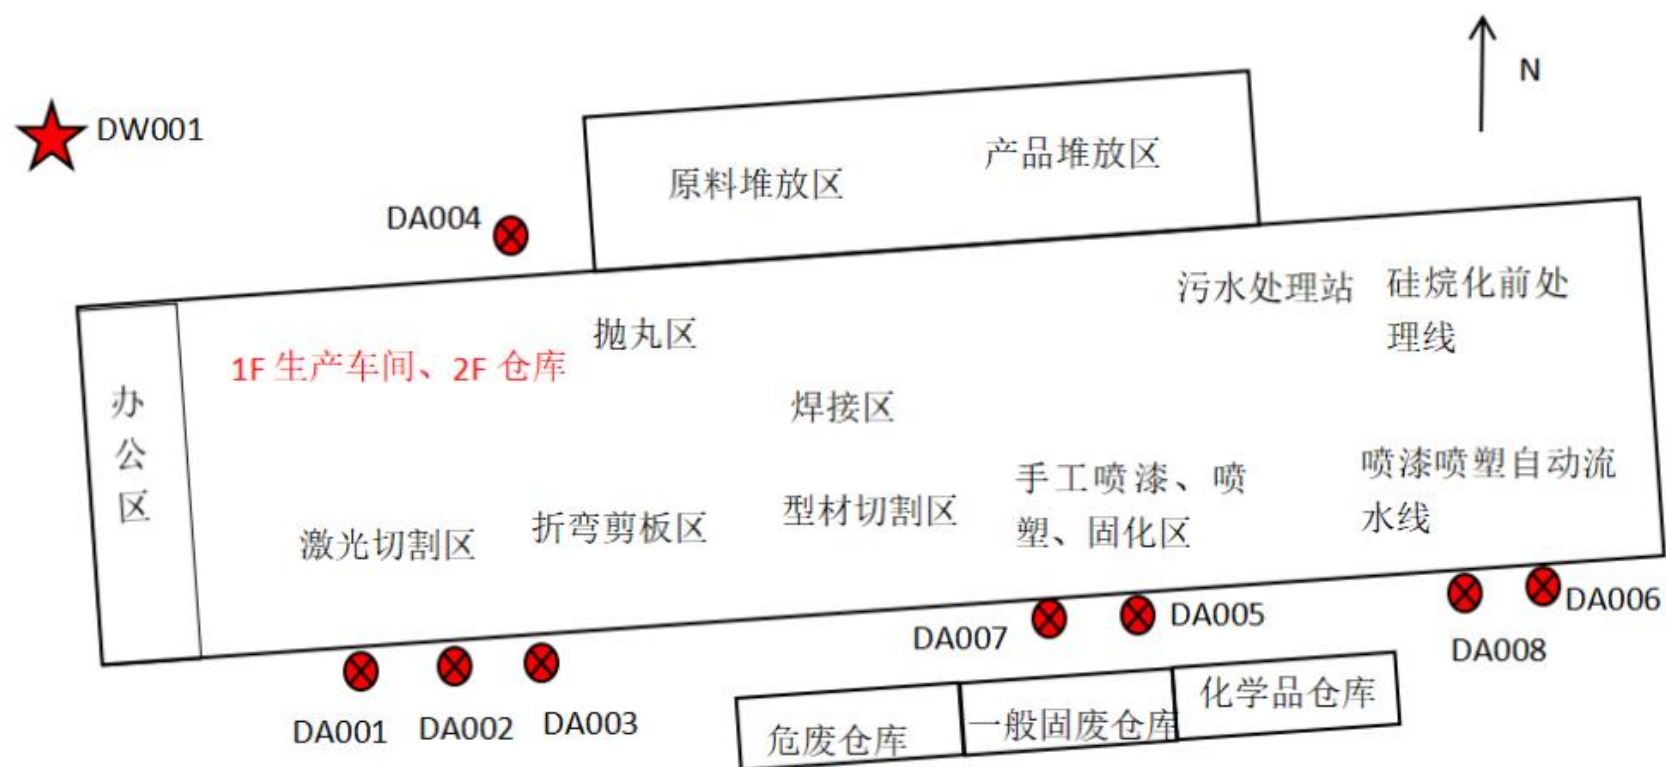 N
DW001
产品堆放区
原料堆放区
DA004
污水处理站
硅烷化前处
理线
抛丸区
1F 生产车间、2F 仓库
办
公
区
焊接区
手工喷漆、喷
塑、固化区
喷漆喷塑自动流
水线
型材切割区
折弯剪板区
激光切割区
DA007
DA005
DA006
DA008
DA001
DA002
DA003
化学品仓库
一般固废仓库
危废仓库